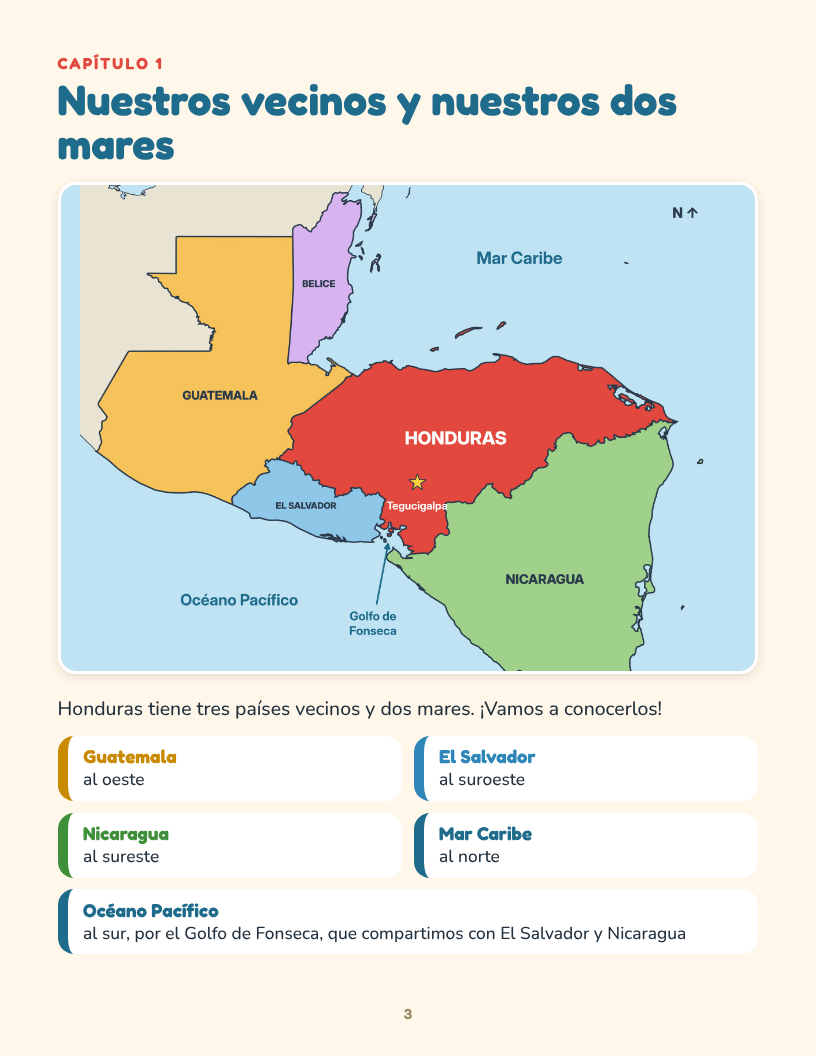 CAPÍTULO 1
Nuestros vecinos y nuestros dos
mares
N ↑
Mar Caribe
BELICE
GUATEMALA
HONDURAS
EL SALVADOR
Tegucigalpa
NICARAGUA
Océano Pacífico
Golfo de
Fonseca
Honduras tiene tres países vecinos y dos mares. ¡Vamos a conocerlos!
Guatemala
al oeste
El Salvador
al suroeste
Nicaragua
al sureste
Mar Caribe
al norte
Océano Pacífico
al sur, por el Golfo de Fonseca, que compartimos con El Salvador y Nicaragua
3